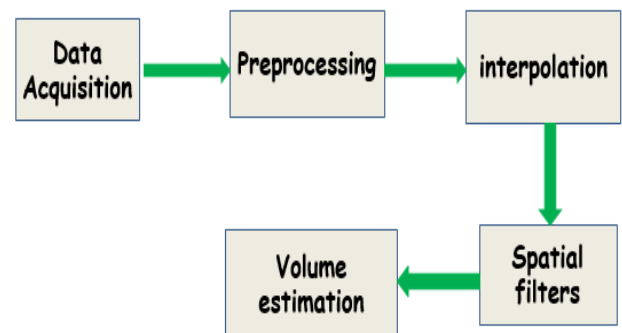 Data
Acquisition
Preprocessing
interpolation
Spatial
filters
Volume
estimation